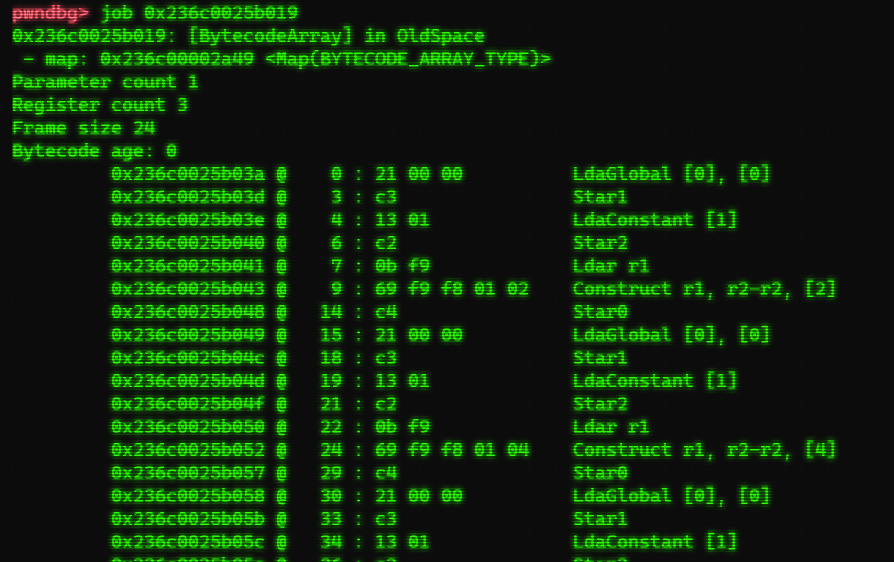 pwndbg> job 0x236c0025b019
0x236c0025b019: [BytecodeArray] in OldSpace
 - map: 0x236c00002a49 <Map(BYTECODE_ARRAY_TYPE)>
Parameter count 1
Register count 3
Frame size 24
Bytecode age: 0
         0x236c0025b03a @    0 : 21 00 00          LdaGlobal [0], [0]
         0x236c0025b03d @    3 : c3                Star1
         0x236c0025b03e @    4 : 13 01             LdaConstant [1]
         0x236c0025b040 @    6 : c2                Star2
         0x236c0025b041 @    7 : 0b f9             Ldar r1
         0x236c0025b043 @    9 : 69 f9 f8 01 02    Construct r1, r2-r2, [2]
         0x236c0025b048 @   14 : c4                Star0
         0x236c0025b049 @   15 : 21 00 00          LdaGlobal [0], [0]
         0x236c0025b04c @   18 : c3                Star1
         0x236c0025b04d @   19 : 13 01             LdaConstant [1]
         0x236c0025b04f @   21 : c2                Star2
         0x236c0025b050 @   22 : 0b f9             Ldar r1
         0x236c0025b052 @   24 : 69 f9 f8 01 04    Construct r1, r2-r2, [4]
         0x236c0025b057 @   29 : c4                Star0
         0x236c0025b058 @   30 : 21 00 00          LdaGlobal [0], [0]
         0x236c0025b05b @   33 : c3                Star1
         0x236c0025b05c @   34 : 13 01             LdaConstant [1]